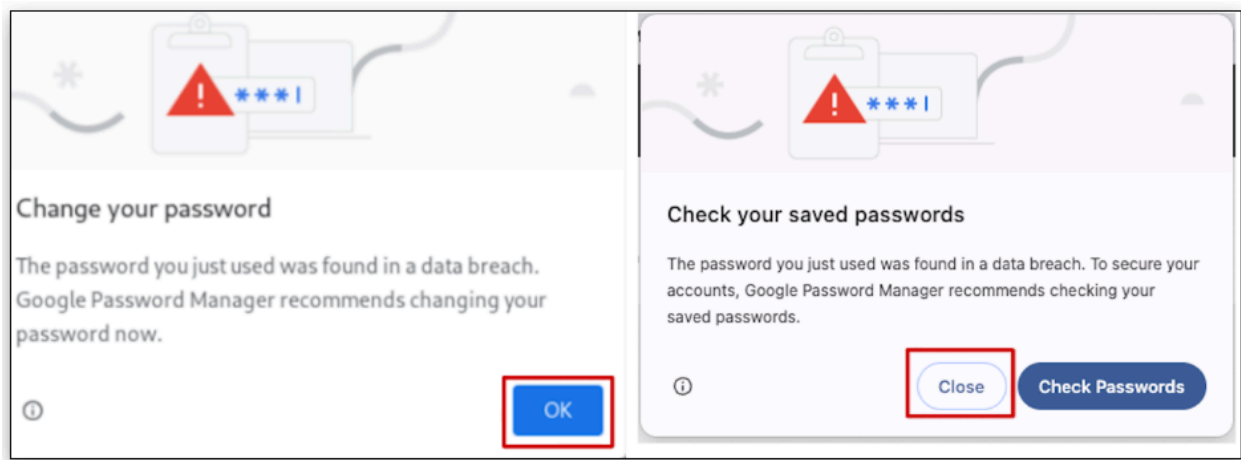 ***|
Change your password
The password you just used was found in a data breach.
Google Password Manager recommends changing your
password now.
OK
***|
Check your saved passwords
The password you just used was found in a data breach. To secure your
accounts, Google Password Manager recommends checking your
saved passwords.
Close
Check Passwords